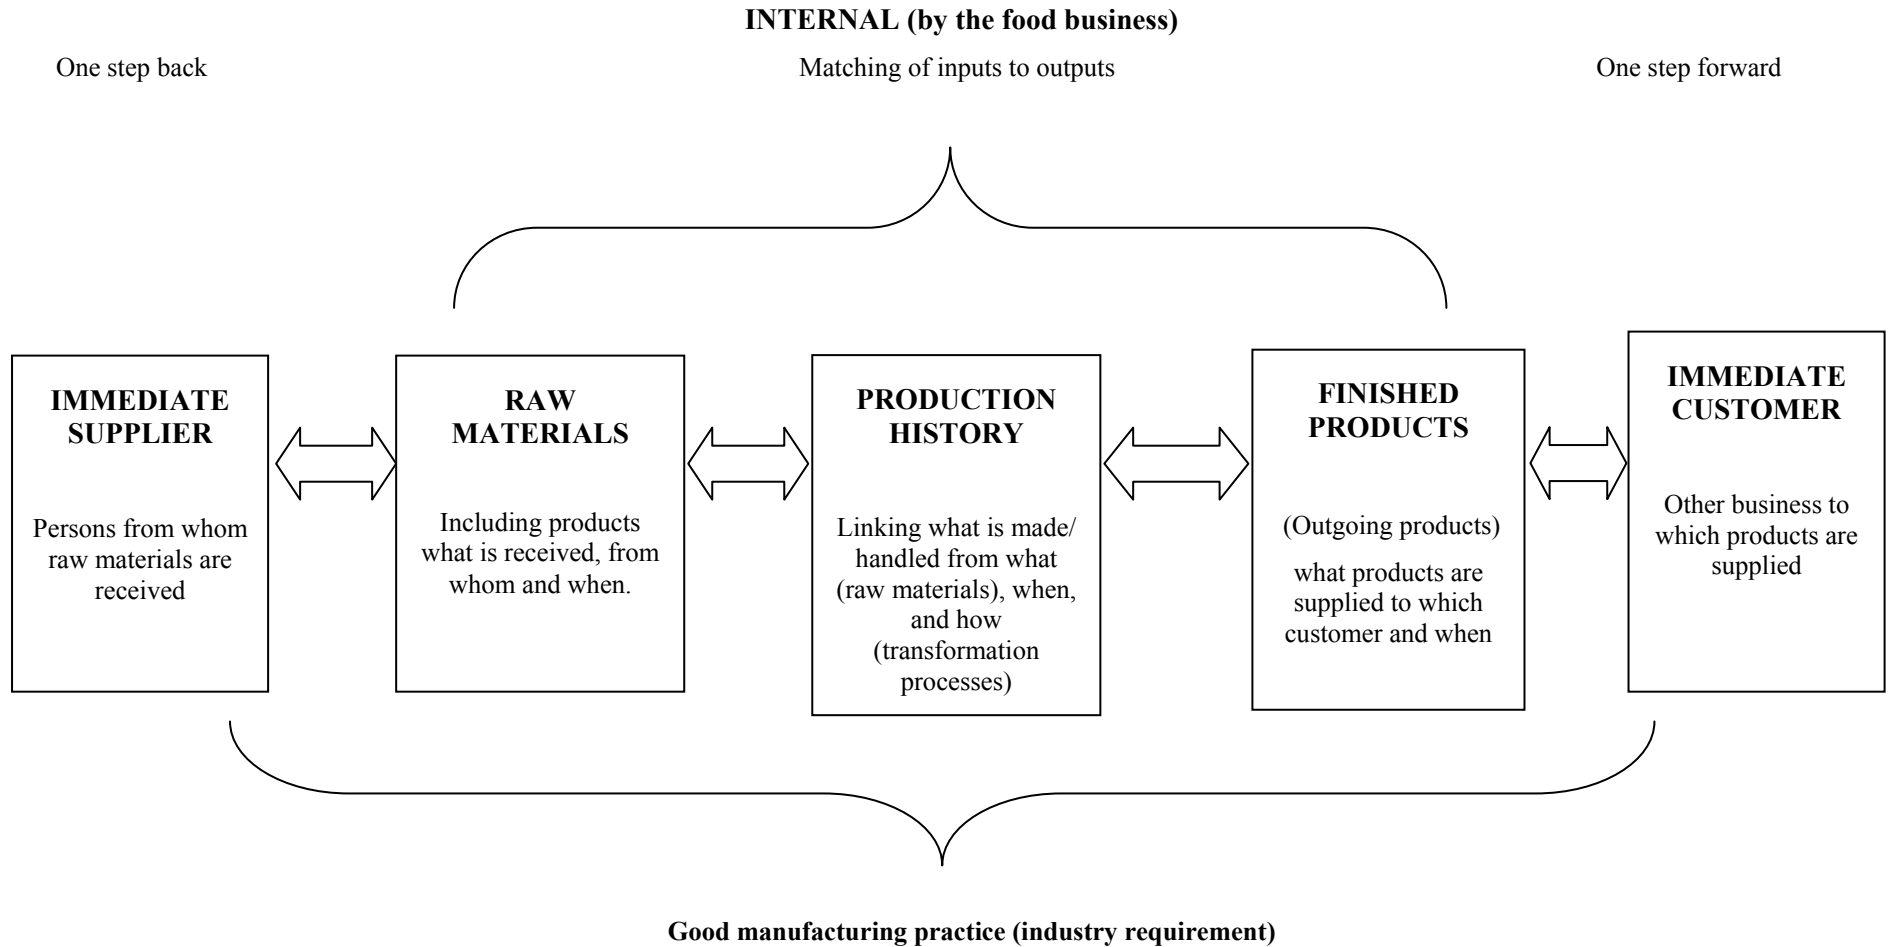 INTERNAL (by the food business)
One step back
Matching of inputs to outputs
One step forward
IMMEDIATE
SUPPLIER
Persons from whom
raw materials are
received
RAW
MATERIALS
Including products
what is received, from
whom and when.
PRODUCTION
HISTORY
Linking what is made/
handled from what
(raw materials), when,
and how
(transformation
processes)
FINISHED
PRODUCTS
(Outgoing products)
what products are
supplied to which
customer and when
IMMEDIATE
CUSTOMER
Other business to
which products are
supplied
Good manufacturing practice (industry requirement)